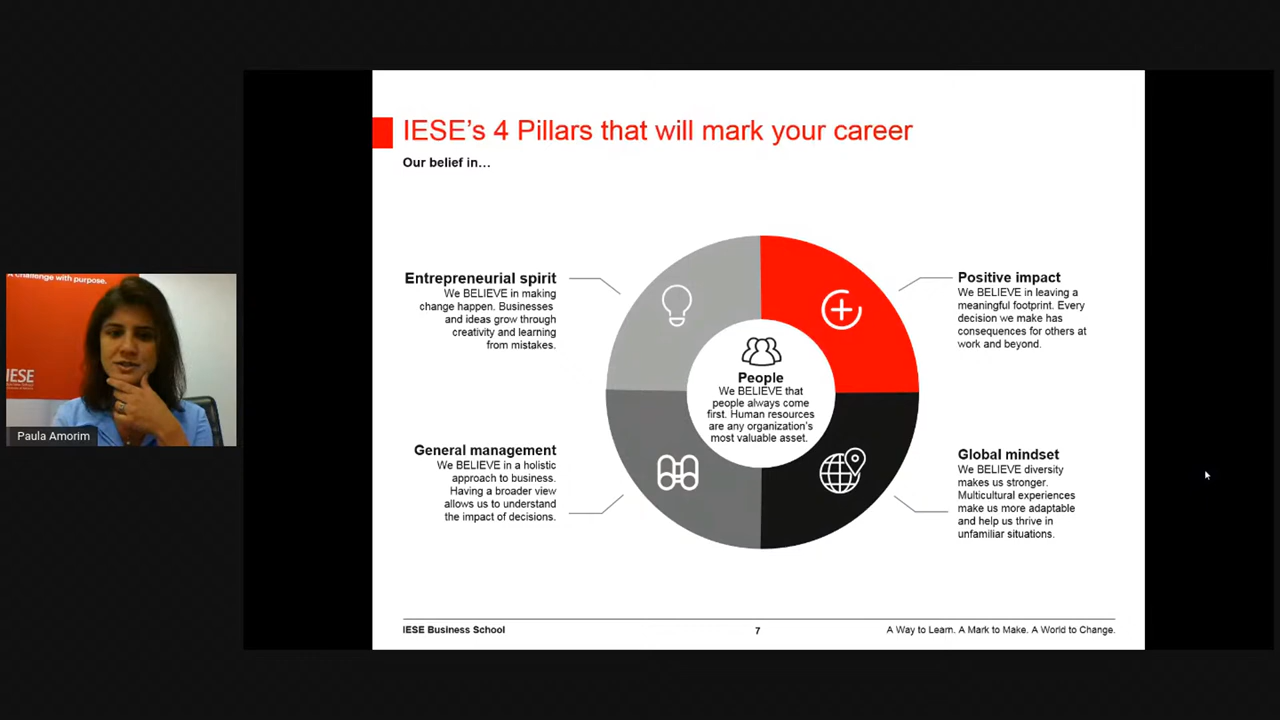 IESE's 4 Pillars that will mark your career
Our belief in...
Entrepreneurial spirit
We BELIEVE in making
change happen. Businesses
and ideas grow through
creativity and learning
from mistakes.
Positive impact
We BELIEVE in leaving a
meaningful footprint. Every
decision we make has
consequences for others at
work and beyond.
People
We BELIEVE that
people always come
first. Human resources
are any organization's
most valuable asset.
General management
We BELIEVE in a holistic
approach to business.
Having a broader view
allows us to understand
the impact of decisions.
Global mindset
We BELIEVE diversity
makes us stronger.
Multicultural experiences
make us more adaptable
and help us thrive in
unfamiliar situations.
IESE Business School
7
A Way to Learn. A Mark to Make. A World to Change.
A challenge with purpose.
IESE
Paula Amorim